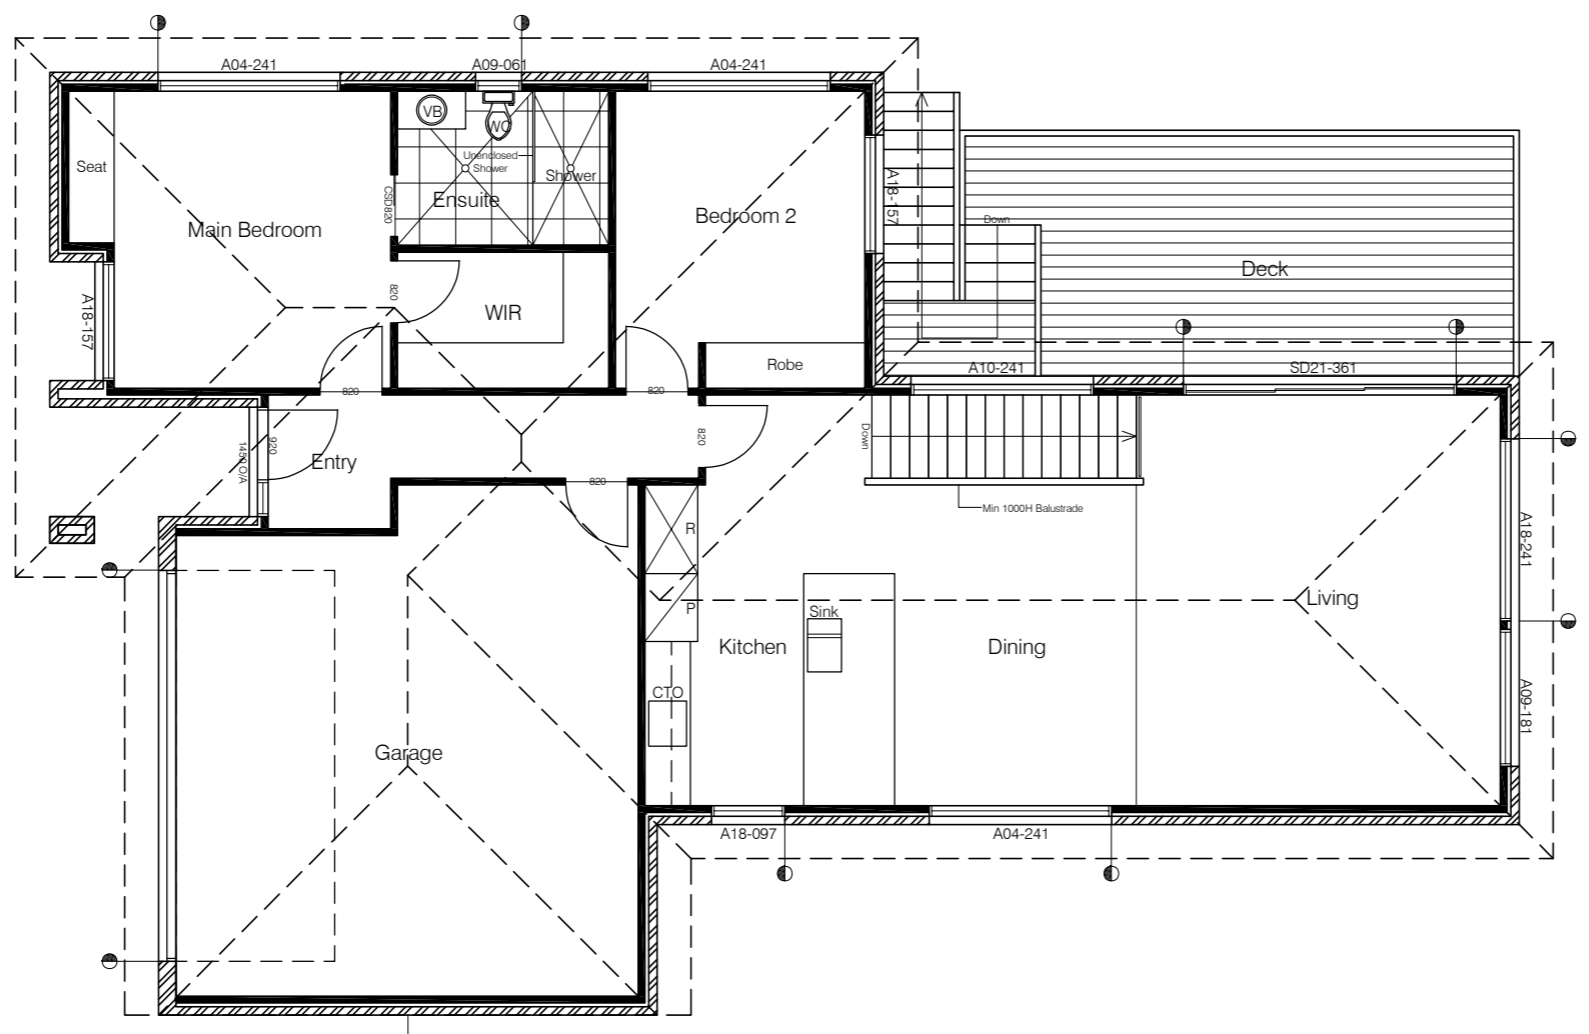 A04-241
A09-061
A04-241
VB
WC
Seat
Unenclosed
Shower
Shower
CSD820
Ensuite
A18-157
Main Bedroom
Bedroom 2
Down
Deck
820
WIR
A18-157
Robe
A10-241
SD21-361
820
820
820
Down
920
1450 O/A
Entry
820
Min 1000H Balustrade
R
P
A18-241
Sink
Living
Kitchen
Dining
CTO
A09-181
Garage
A18-097
A04-241